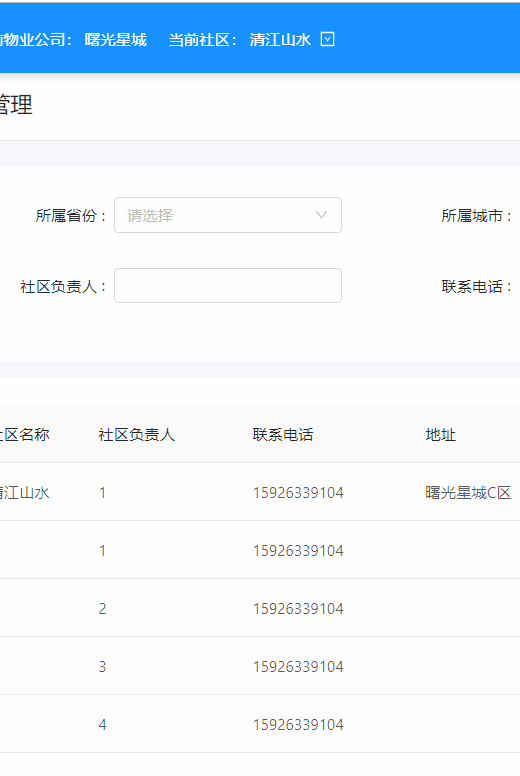 物业公司： 曙光星城 当前社区： 清江山水
管理
所属省份： 请选择 所属城市：
社区负责人： 联系电话：
社区名称 社区负责人 联系电话 地址
清江山水 1 15926339104 曙光星城C区
1 15926339104
2 15926339104
3 15926339104
4 15926339104